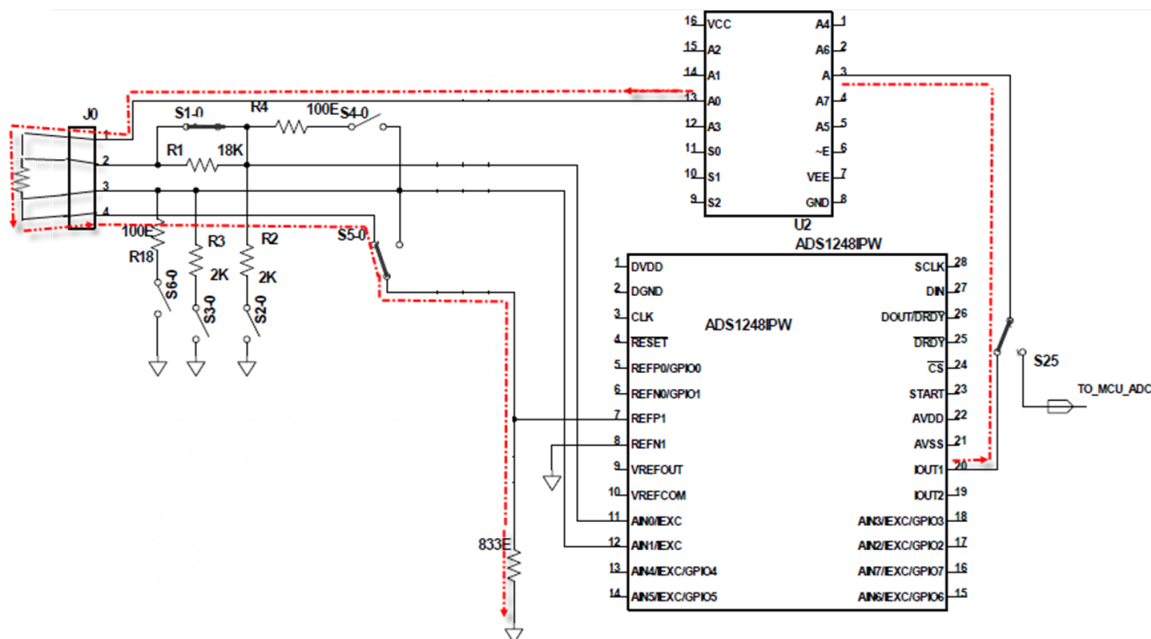 16 VCC A4 1
15 A2 A6 2
14 A1 A 3
13 A0 A7 4
12 A3 A5 5
11 S0 ~E 6
10 S1 VEE 7
9 S2 GND 8
U2
J0
1
2
3
4
S1-0
R4
100E
S4-0
R1
18K
100E
R18
R3
2K
R2
2K
S5-0
S6-0
S3-0
S2-0
ADS1248IPW
ADS1248IPW
1 DVDD SCLK 28
2 DGND DIN 27
3 CLK DOUT/DRDY 26
4 RESET DRDY 25
5 REFP0/GPIO0 CS 24
6 REFN0/GPIO1 START 23
7 REFP1 AVDD 22
8 REFN1 AVSS 21
9 VREFOUT IOUT1 20
10 VREFCOM IOUT2 19
11 AIN0/IEXC AIN3/IEXC/GPIO3 18
12 AIN1/IEXC AIN2/IEXC/GPIO2 17
13 AIN4/IEXC/GPIO4 AIN7/IEXC/GPIO7 16
14 AIN5/IEXC/GPIO5 AIN6/IEXC/GPIO6 15
S25
TO_MCU_ADC
833E